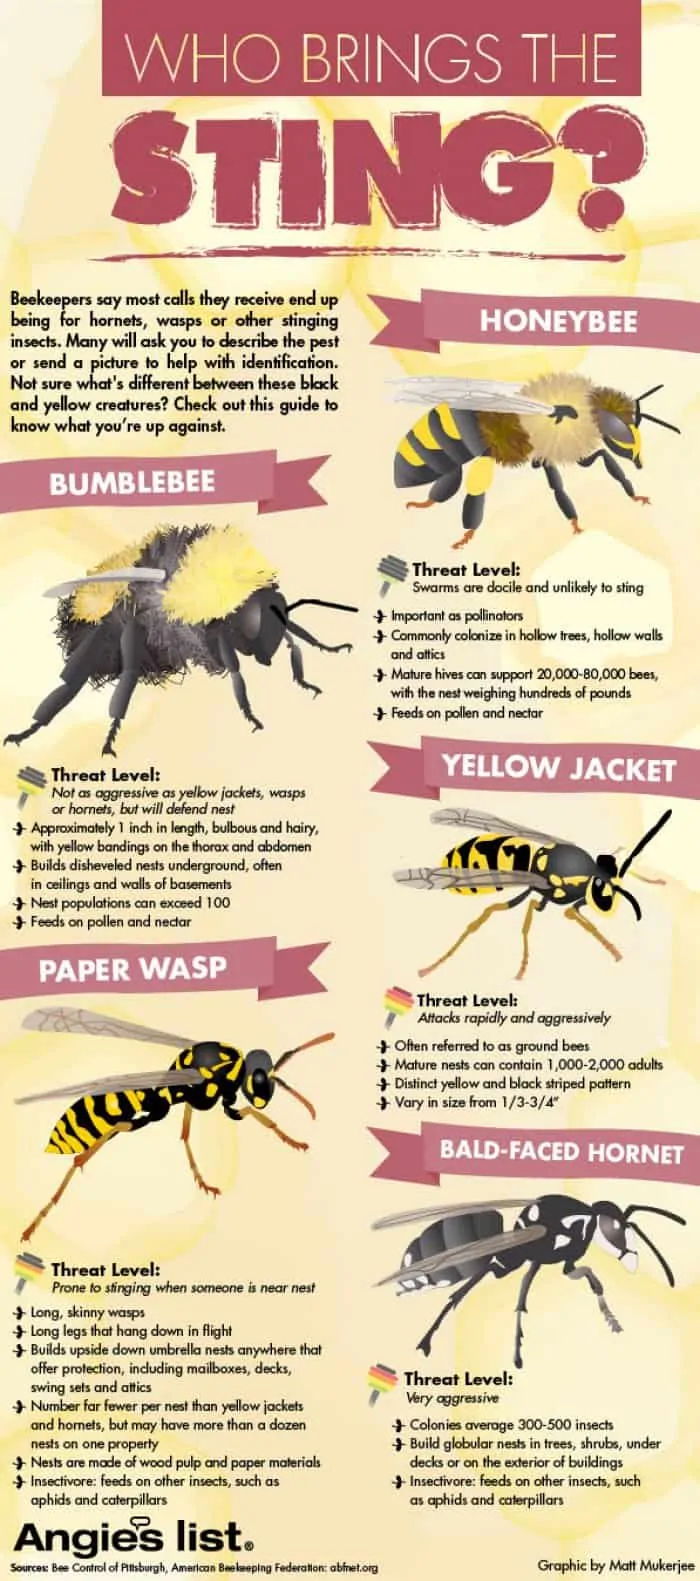 WHO BRINGS THE
STING?
Beekeepers say most calls they receive end up
being for hornets, wasps or other stinging
insects. Many will ask you to describe the pest
or send a picture to help with identification.
Not sure what's different between these black
and yellow creatures? Check out this guide to
know what you're up against.
HONEYBEE
Threat Level:
Swarms are docile and unlikely to sting
Important as pollinators
Commonly colonize in hollow trees, hollow walls
and attics
Mature hives can support 20,000-80,000 bees,
with the nest weighing hundreds of pounds
Feeds on pollen and nectar
BUMBLEBEE
Threat Level:
Not as aggressive as yellow jackets, wasps
or hornets, but will defend nest
Approximately 1 inch in length, bulbous and hairy,
with yellow bandings on the thorax and abdomen
Builds disheveled nests underground, often
in ceilings and walls of basements
Nest populations can exceed 100
Feeds on pollen and nectar
YELLOW JACKET
Threat Level:
Attacks rapidly and aggressively
Often referred to as ground bees
Mature nests can contain 1,000-2,000 adults
Distinct yellow and black striped pattern
Vary in size from 1/3-3/4"
PAPER WASP
Threat Level:
Prone to stinging when someone is near nest
Long, skinny wasps
Long legs that hang down in flight
Builds upside down umbrella nests anywhere that
offer protection, including mailboxes, decks,
swing sets and attics
Number far fewer per nest than yellow jackets
and hornets, but may have more than a dozen
nests on one property
Nests are made of wood pulp and paper materials
Insectivore: feeds on other insects, such as
aphids and caterpillars
BALD-FACED HORNET
Threat Level:
Very aggressive
Colonies average 300-500 insects
Build globular nests in trees, shrubs, under
decks or on the exterior of buildings
Insectivore: feeds on other insects, such
as aphids and caterpillars
Angie's list®
Sources: Bee Control of Pittsburgh, American Beekeeping Federation: abfnet.org
Graphic by Matt Mukerjee